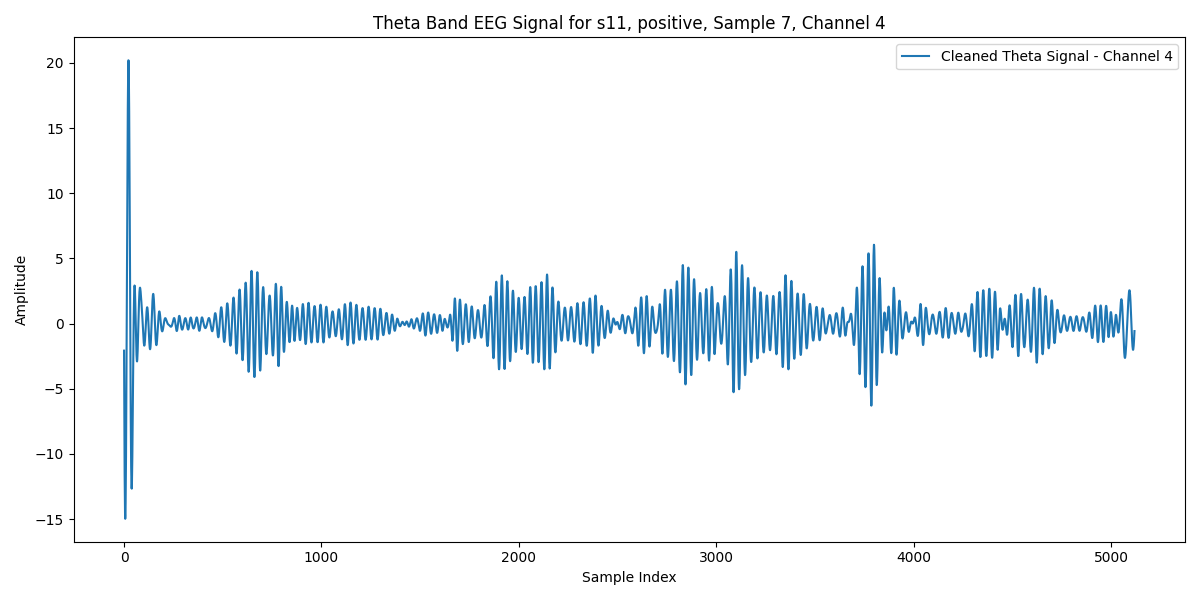 Theta Band EEG Signal for s11, positive, Sample 7, Channel 4
Cleaned Theta Signal - Channel 4
Amplitude
20
15
10
5
0
−5
−10
−15
0 1000 2000 3000 4000 5000
Sample Index